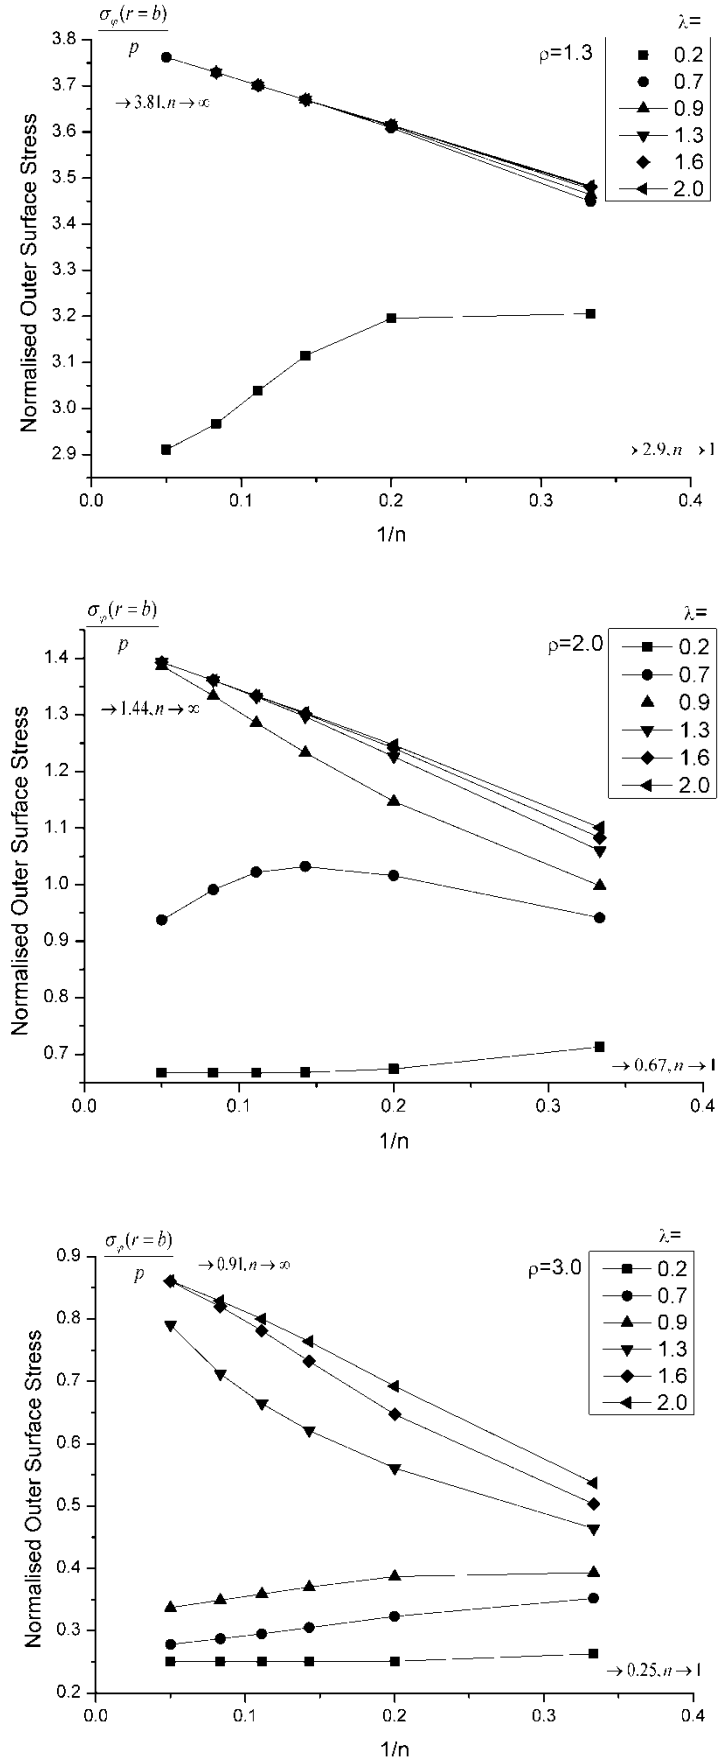 σφ(r = b)
p
λ=
ρ=1.3
0.2
0.7
0.9
1.3
1.6
2.0
→3.81, n → ∞
3.8
3.7
3.6
3.5
3.4
3.3
3.2
3.1
3.0
2.9
Normalised Outer Surface Stress
→2.9, n →1
0.0 0.1 0.2 0.3 0.4
1/n
σφ(r = b)
p
λ=
ρ=2.0
0.2
0.7
0.9
1.3
1.6
2.0
→1.44, n → ∞
1.4
1.3
1.2
1.1
1.0
0.9
0.8
0.7
Normalised Outer Surface Stress
→0.67, n →1
0.0 0.1 0.2 0.3 0.4
1/n
σφ(r = b)
p
λ=
ρ=3.0
0.2
0.7
0.9
1.3
1.6
2.0
→0.91, n → ∞
0.9
0.8
0.7
0.6
0.5
0.4
0.3
0.2
Normalised Outer Surface Stress
→0.25, n →1
0.0 0.1 0.2 0.3 0.4
1/n